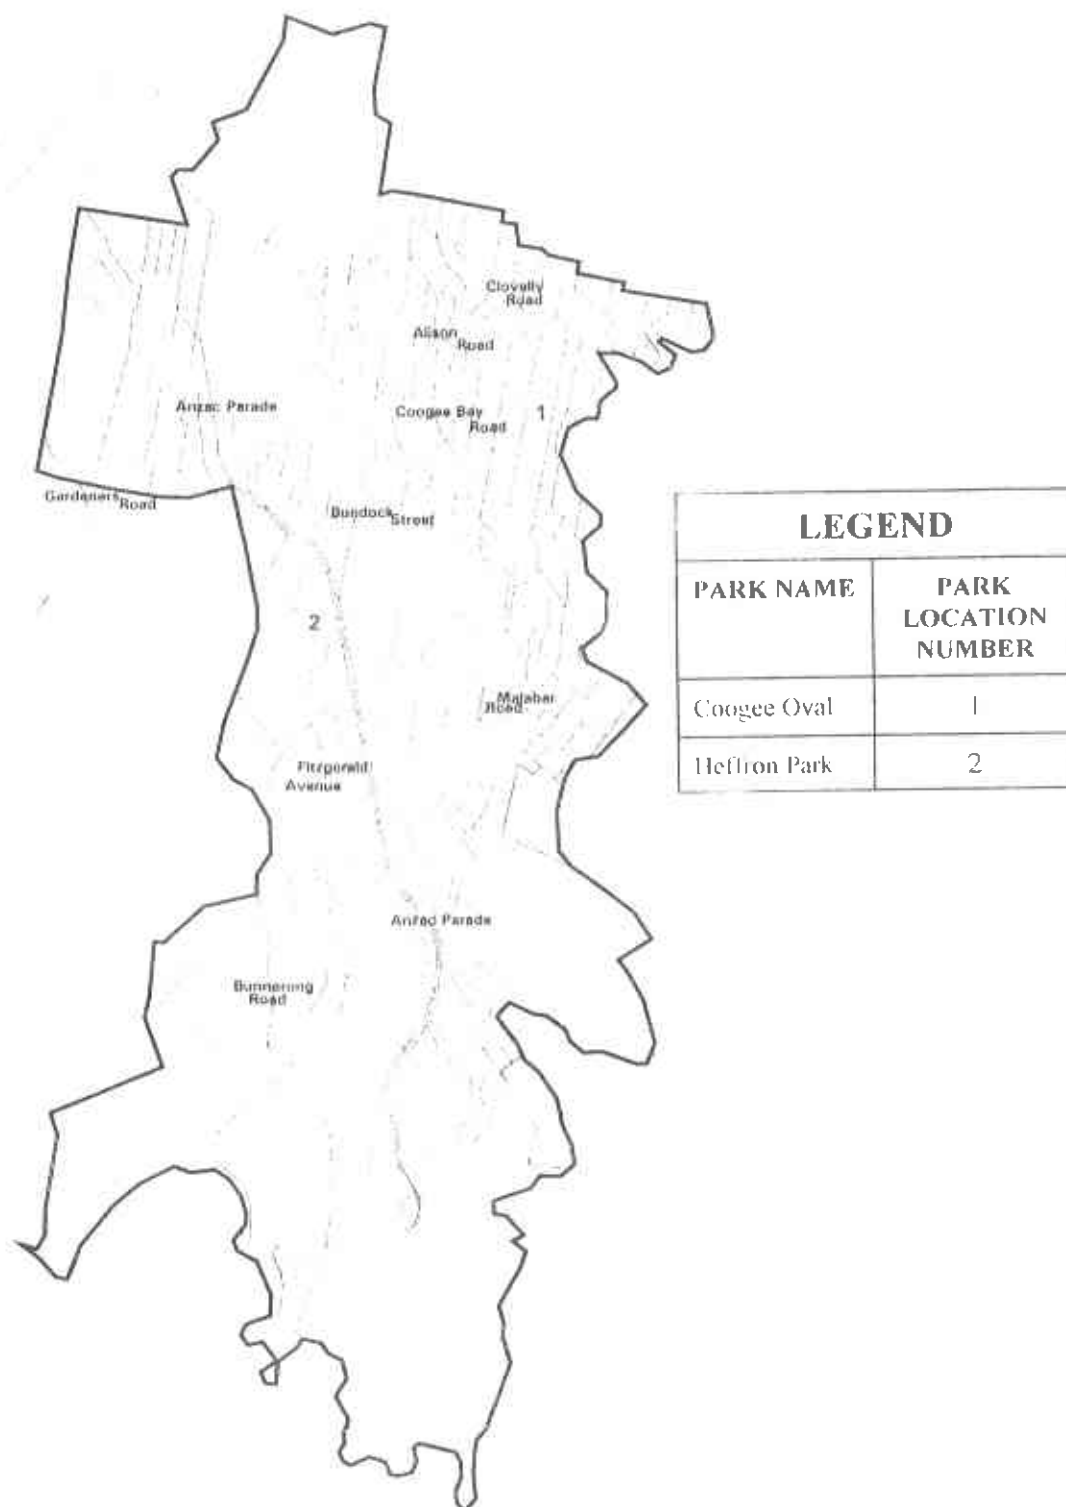 Clovelly
Road
Alison
Road
Anzac Parade
Coogee Bay
Road
1
Gardeners
Road
Bundock
Street
2
Malabar
Road
Fitzgerald
Avenue
Anzac Parade
Bunnerong
Road
LEGEND
PARK NAME
PARK
LOCATION
NUMBER
Coogee Oval
1
Heffron Park
2